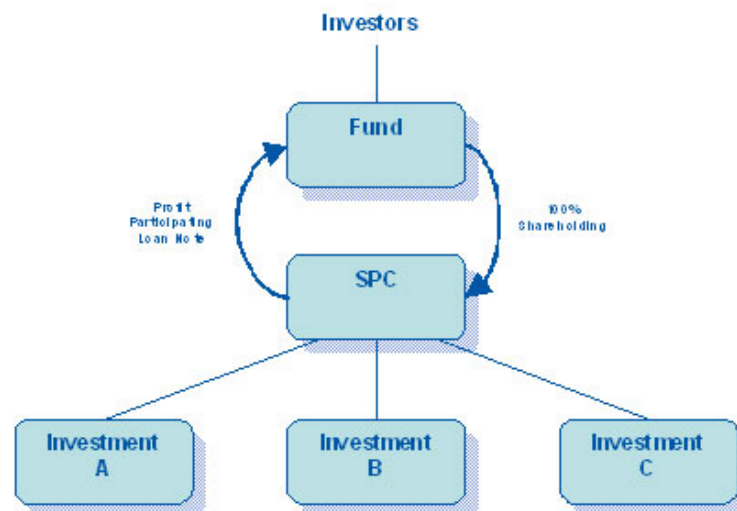 Investors
Fund
Profit
Participating
Loan Note
100%
Shareholding
SPC
Investment
A
Investment
B
Investment
C